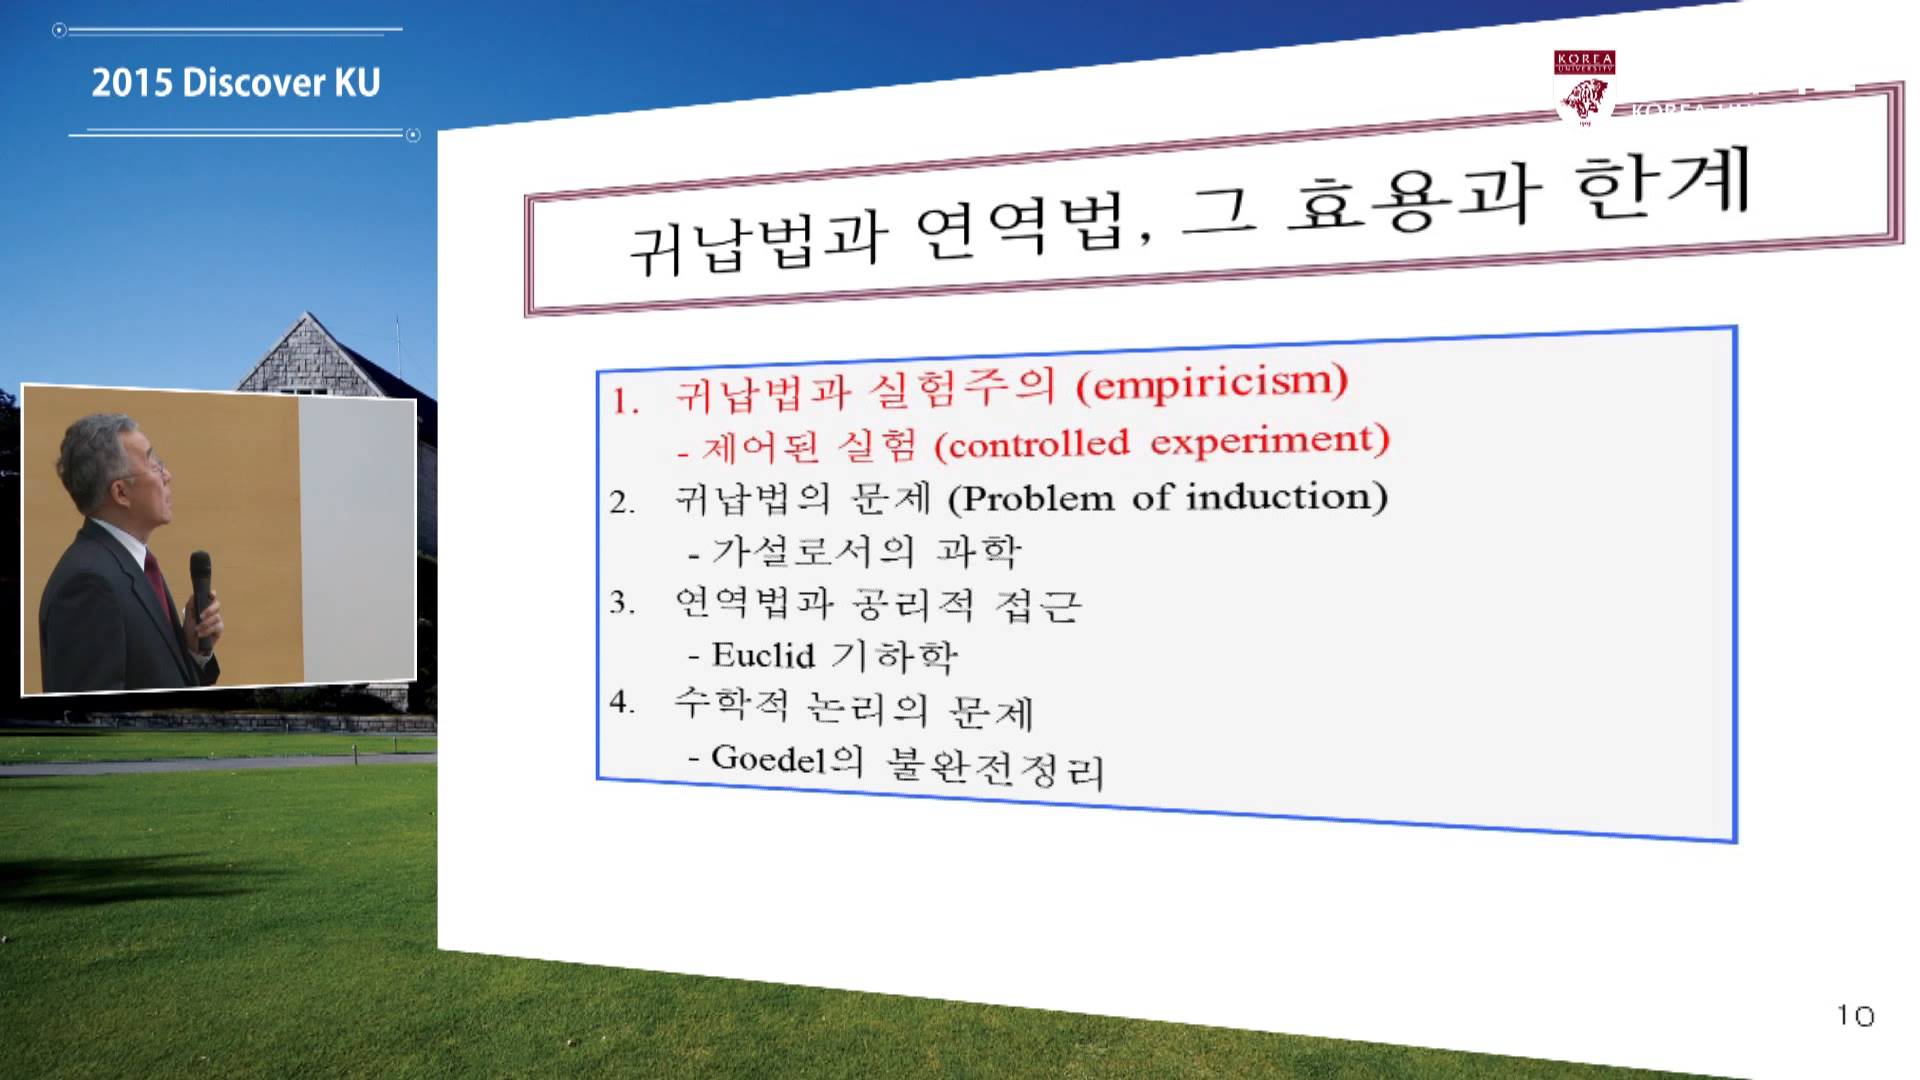 2015 Discover KU
KOREA
UNIVERSITY
귀납법과 연역법, 그 효용과 한계
1. 귀납법과 실험주의 (empiricism)
- 제어된 실험 (controlled experiment)
2. 귀납법의 문제 (Problem of induction)
- 가설로서의 과학
3. 연역법과 공리적 접근
- Euclid 기하학
4. 수학적 논리의 문제
- Goedel의 불완전정리
10